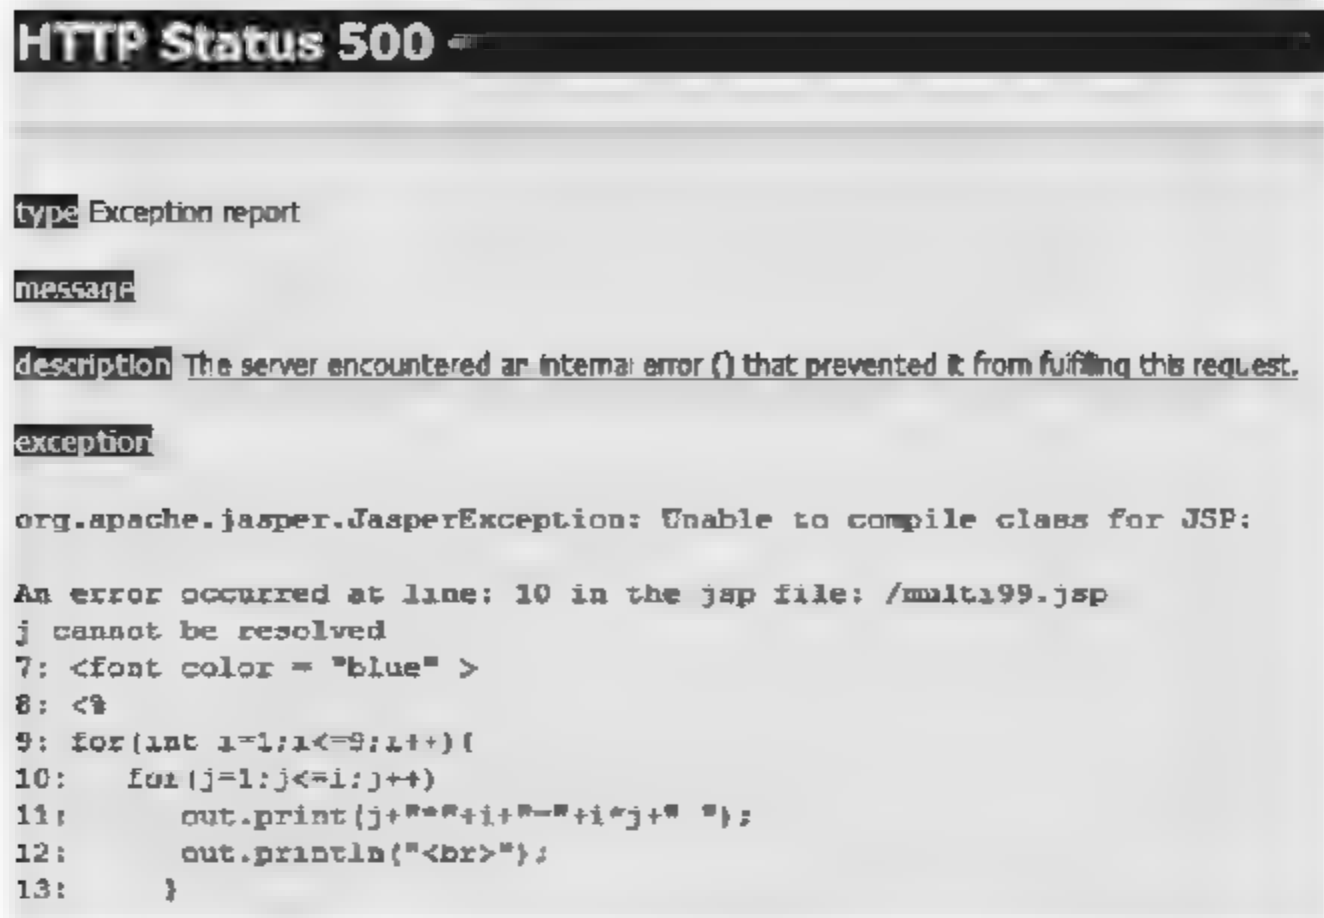 HTTP Status 500 -
type Exception report
message
description The server encountered an internal error () that prevented it from fulfilling this request.
exception
org.apache.jasper.JasperException: Unable to compile class for JSP:
An error occurred at line: 10 in the jsp file: /multi99.jsp
j cannot be resolved
7: <font color = "blue" >
8: <%
9: for(int i=1;i<=9;i++){
10:    for(j=1;j<=i;j++)
11:       out.print(j+"*"+i+"="+i*j+" ");
12:       out.println("<br>");
13:      }